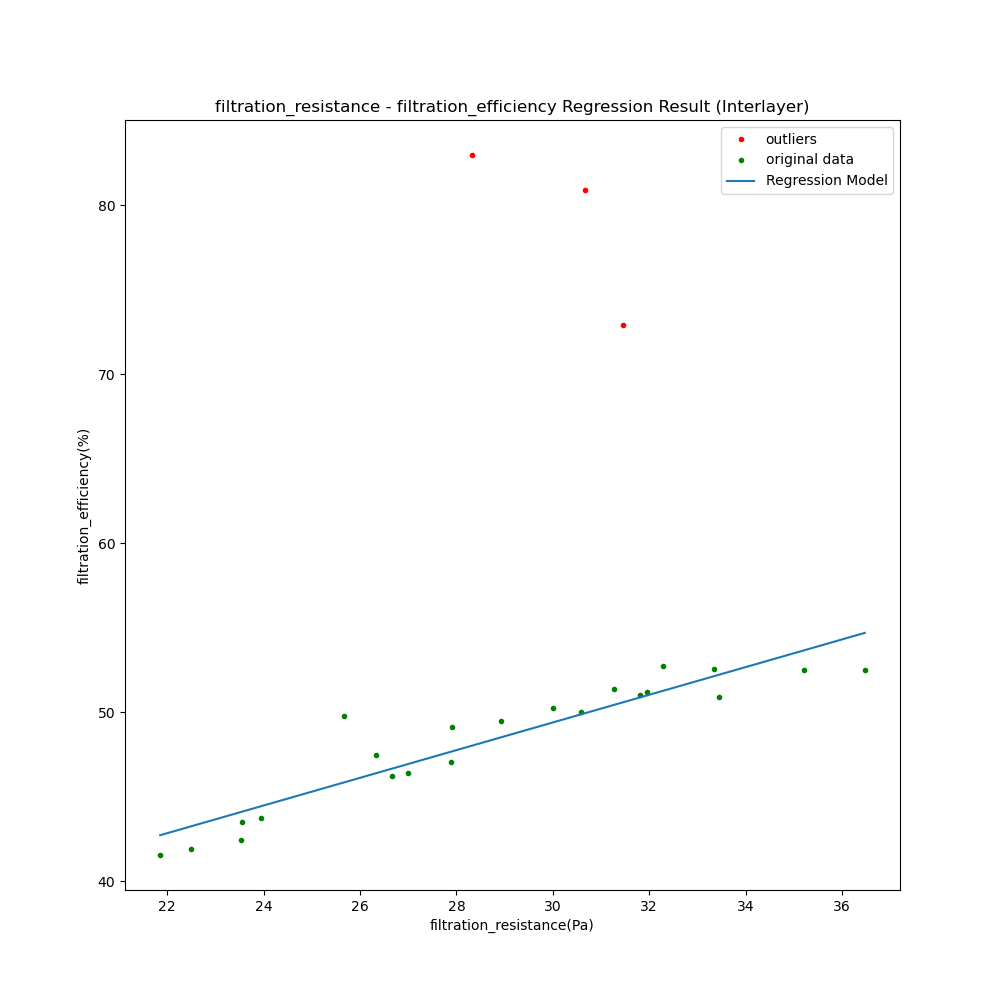 filtration_resistance - filtration_efficiency Regression Result (Interlayer)
outliers
original data
Regression Model
80
70
60
50
40
filtration_efficiency(%)
22 24 26 28 30 32 34 36
filtration_resistance(Pa)